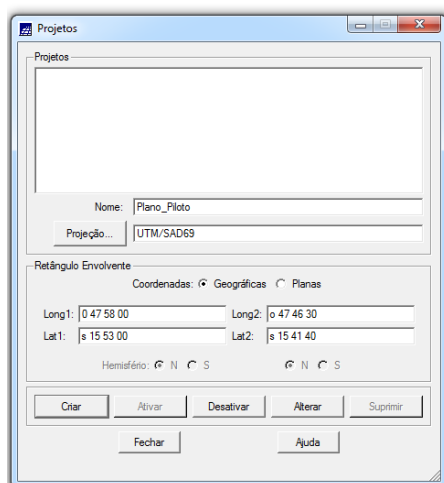 Projetos
Projetos
Nome: Plano_Piloto
Projeção... UTM/SAD69
Retângulo Envolvente
Coordenadas: Geográficas Planas
Long1: 0 47 58 00 Long2: o 47 46 30
Lat1: s 15 53 00 Lat2: s 15 41 40
Hemisfério: N S N S
Criar Ativar Desativar Alterar Suprimir
Fechar Ajuda